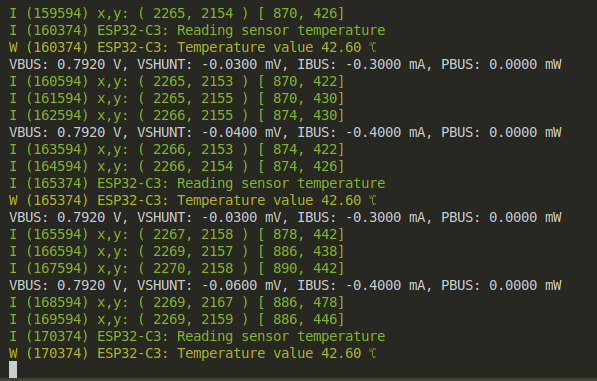 I (159594) x,y: ( 2265, 2154 ) [ 870, 426]
I (160374) ESP32-C3: Reading sensor temperature
W (160374) ESP32-C3: Temperature value 42.60 ℃
VBUS: 0.7920 V, VSHUNT: -0.0300 mV, IBUS: -0.3000 mA, PBUS: 0.0000 mW
I (160594) x,y: ( 2265, 2153 ) [ 870, 422]
I (161594) x,y: ( 2265, 2155 ) [ 870, 430]
I (162594) x,y: ( 2266, 2155 ) [ 874, 430]
VBUS: 0.7920 V, VSHUNT: -0.0400 mV, IBUS: -0.4000 mA, PBUS: 0.0000 mW
I (163594) x,y: ( 2266, 2153 ) [ 874, 422]
I (164594) x,y: ( 2266, 2154 ) [ 874, 426]
I (165374) ESP32-C3: Reading sensor temperature
W (165374) ESP32-C3: Temperature value 42.60 ℃
VBUS: 0.7920 V, VSHUNT: -0.0300 mV, IBUS: -0.3000 mA, PBUS: 0.0000 mW
I (165594) x,y: ( 2267, 2158 ) [ 878, 442]
I (166594) x,y: ( 2269, 2157 ) [ 886, 438]
I (167594) x,y: ( 2270, 2158 ) [ 890, 442]
VBUS: 0.7920 V, VSHUNT: -0.0600 mV, IBUS: -0.4000 mA, PBUS: 0.0000 mW
I (168594) x,y: ( 2269, 2167 ) [ 886, 478]
I (169594) x,y: ( 2269, 2159 ) [ 886, 446]
I (170374) ESP32-C3: Reading sensor temperature
W (170374) ESP32-C3: Temperature value 42.60 ℃